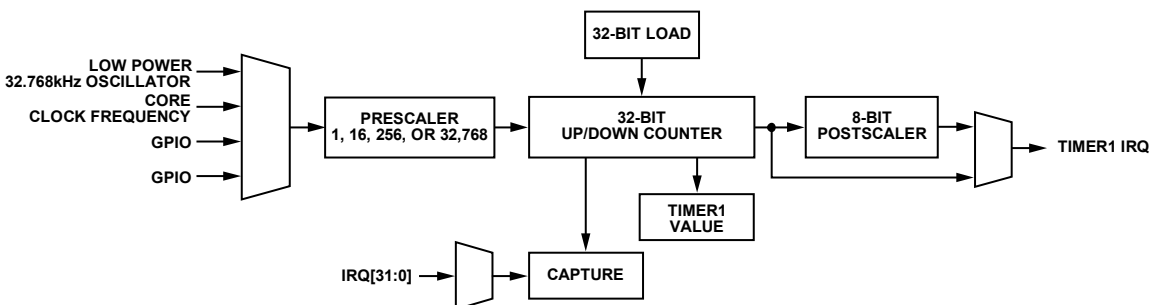 32-BIT LOAD
LOW POWER
32.768kHz OSCILLATOR
CORE
CLOCK FREQUENCY
GPIO
GPIO
PRESCALER
1, 16, 256, OR 32,768
32-BIT
UP/DOWN COUNTER
8-BIT
POSTSCALER
TIMER1 IRQ
TIMER1
VALUE
IRQ[31:0]
CAPTURE